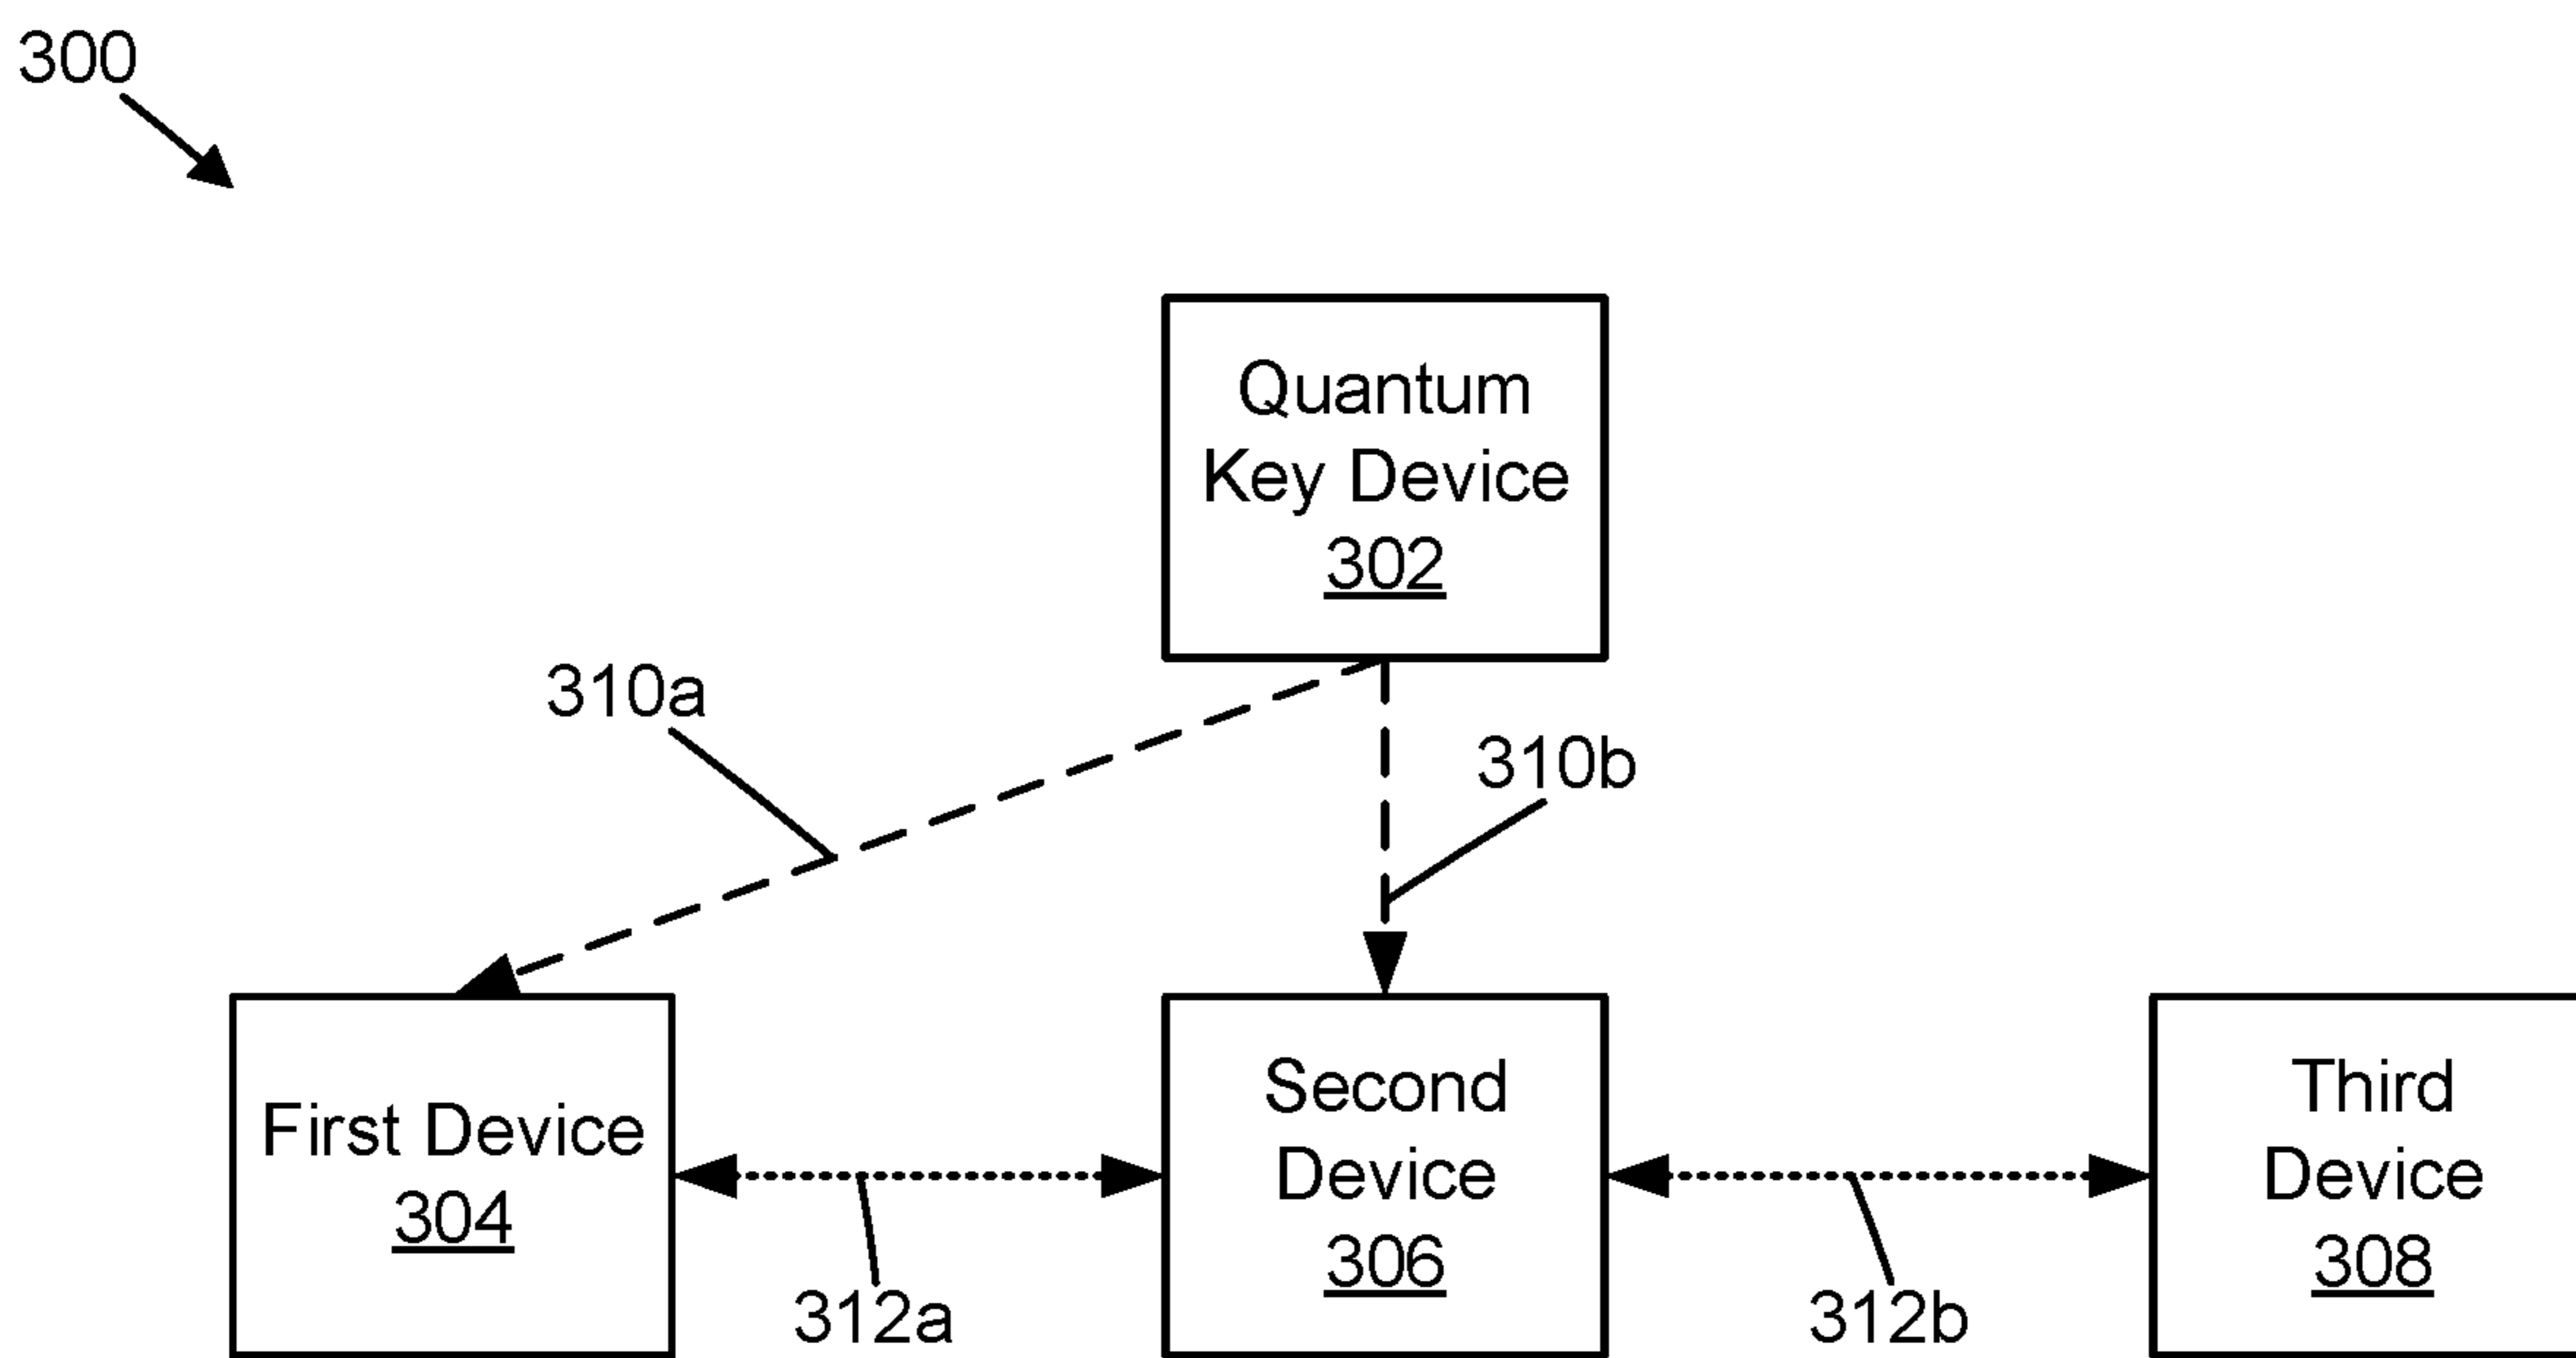 300
Quantum
Key Device
302
310a
310b
First Device
304
Second
Device
306
Third
Device
308
312a
312b